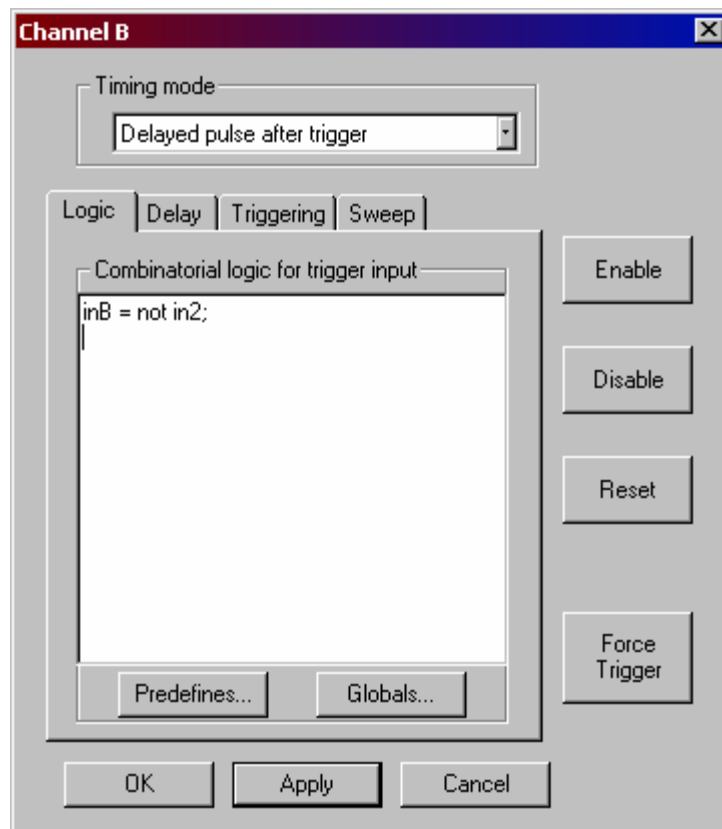 Channel B
Timing mode
Delayed pulse after trigger
Logic
Delay
Triggering
Sweep
Combinatorial logic for trigger input
inB = not in2;
Enable
Disable
Reset
Force
Trigger
Predefines...
Globals...
OK
Apply
Cancel